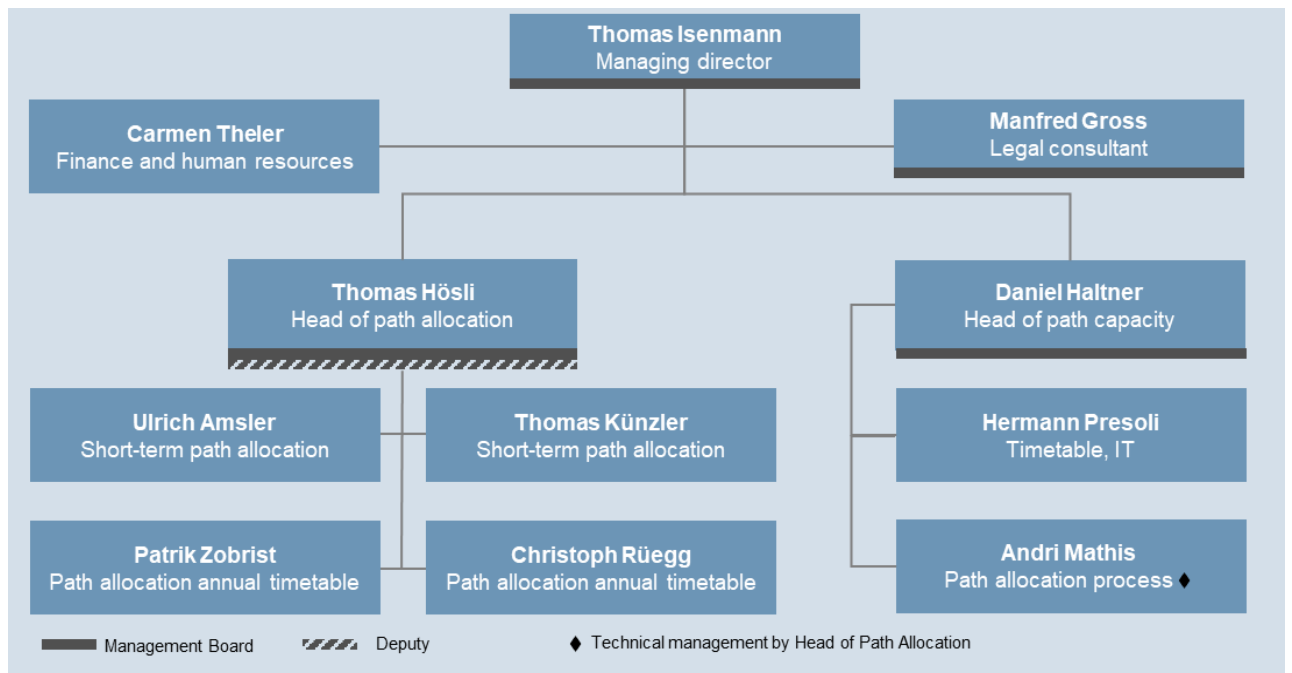 Thomas Isenmann
Managing director
Carmen Theler
Finance and human resources
Manfred Gross
Legal consultant
Thomas Hösli
Head of path allocation
Daniel Haltner
Head of path capacity
Ulrich Amsler
Short-term path allocation
Thomas Künzler
Short-term path allocation
Hermann Presoli
Timetable, IT
Patrik Zobrist
Path allocation annual timetable
Christoph Rüegg
Path allocation annual timetable
Andri Mathis
Path allocation process ♦
Management Board
Deputy
♦ Technical management by Head of Path Allocation